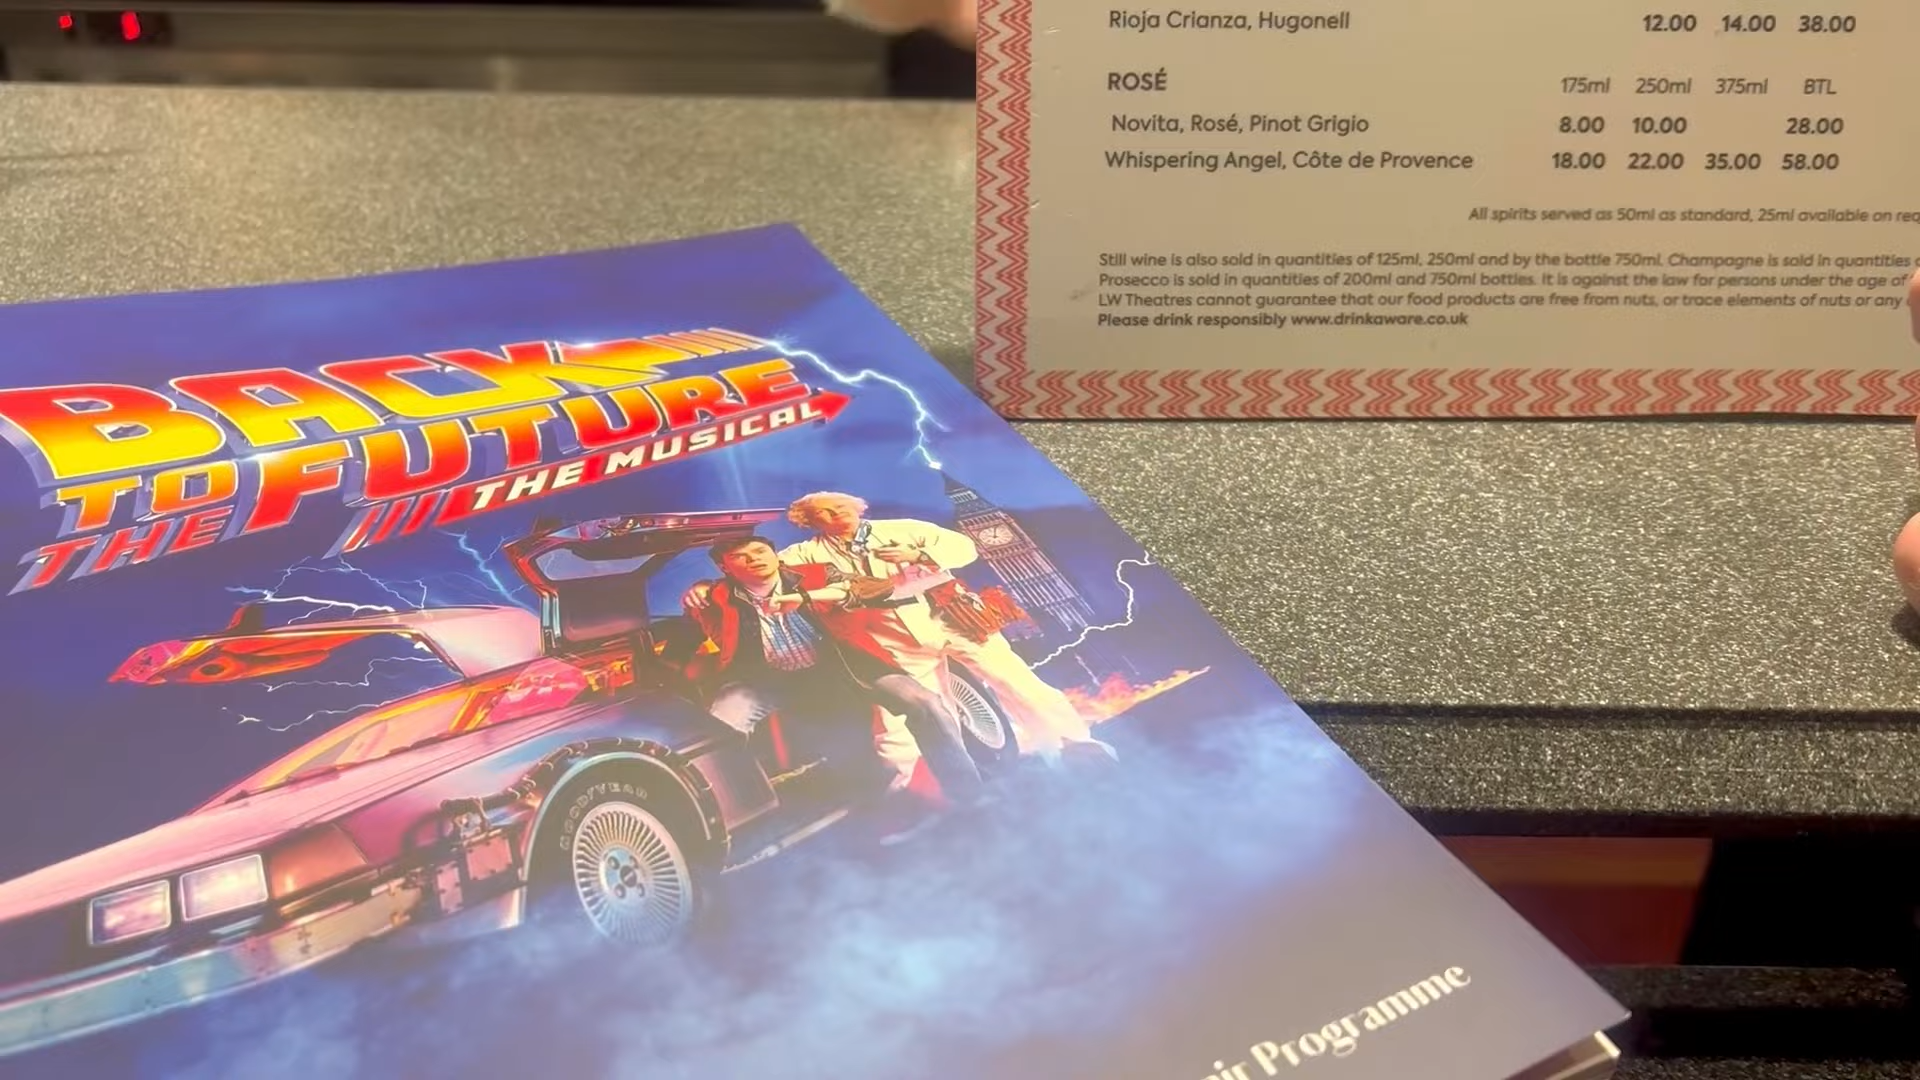 Rioja Crianza, Hugonell 12.00 14.00 38.00
ROSÉ 175ml 250ml 375ml BTL
Novita, Rosé, Pinot Grigio 8.00 10.00 28.00
Whispering Angel, Côte de Provence 18.00 22.00 35.00 58.00
All spirits served as 50ml as standard, 25ml available on
Still wine is also sold in quantities of 125ml, 250ml and by the bottle 750ml. Champagne is sold in quantities
Prosecco is sold in quantities of 200ml and 750ml bottles. It is against the law for persons under the age of
LW Theatres cannot guarantee that our food products are free from nuts, or trace elements of nuts or any
Please drink responsibly www.drinkaware.co.uk
BACK
TO THE FUTURE
THE MUSICAL
GOODYEAR
Programme